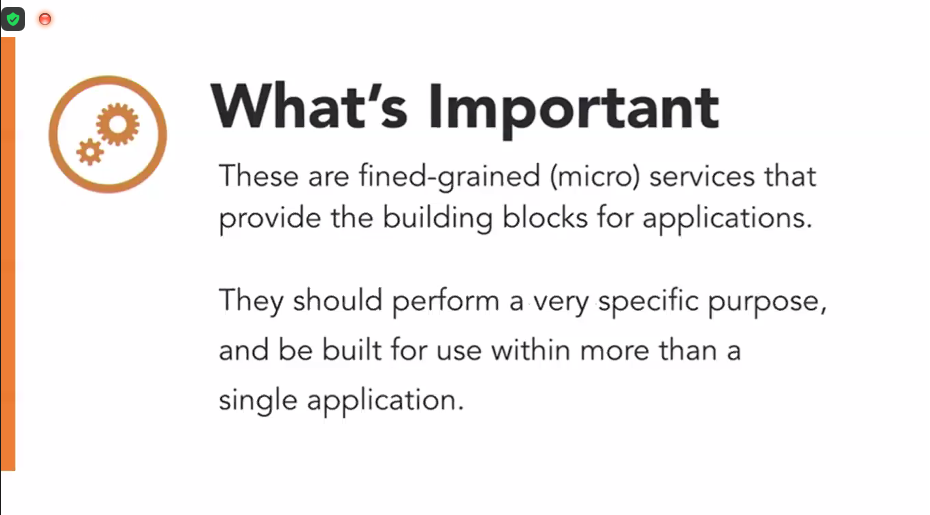 What's Important
These are fined-grained (micro) services that
provide the building blocks for applications.
They should perform a very specific purpose,
and be built for use within more than a
single application.